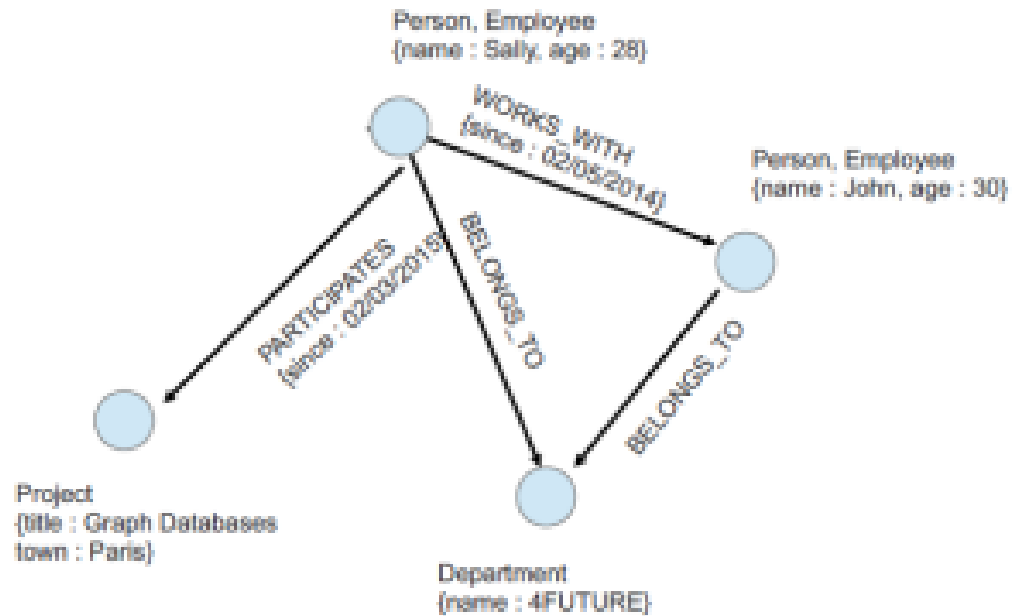 Person, Employee
{name : Sally, age : 28}
WORKS_WITH
{since : 02/05/2014}
Person, Employee
{name : John, age : 30}
PARTICIPATES
{since : 02/03/2015}
BELONGS_TO
BELONGS_TO
Project
{title : Graph Databases
town : Paris}
Department
{name : 4FUTURE}